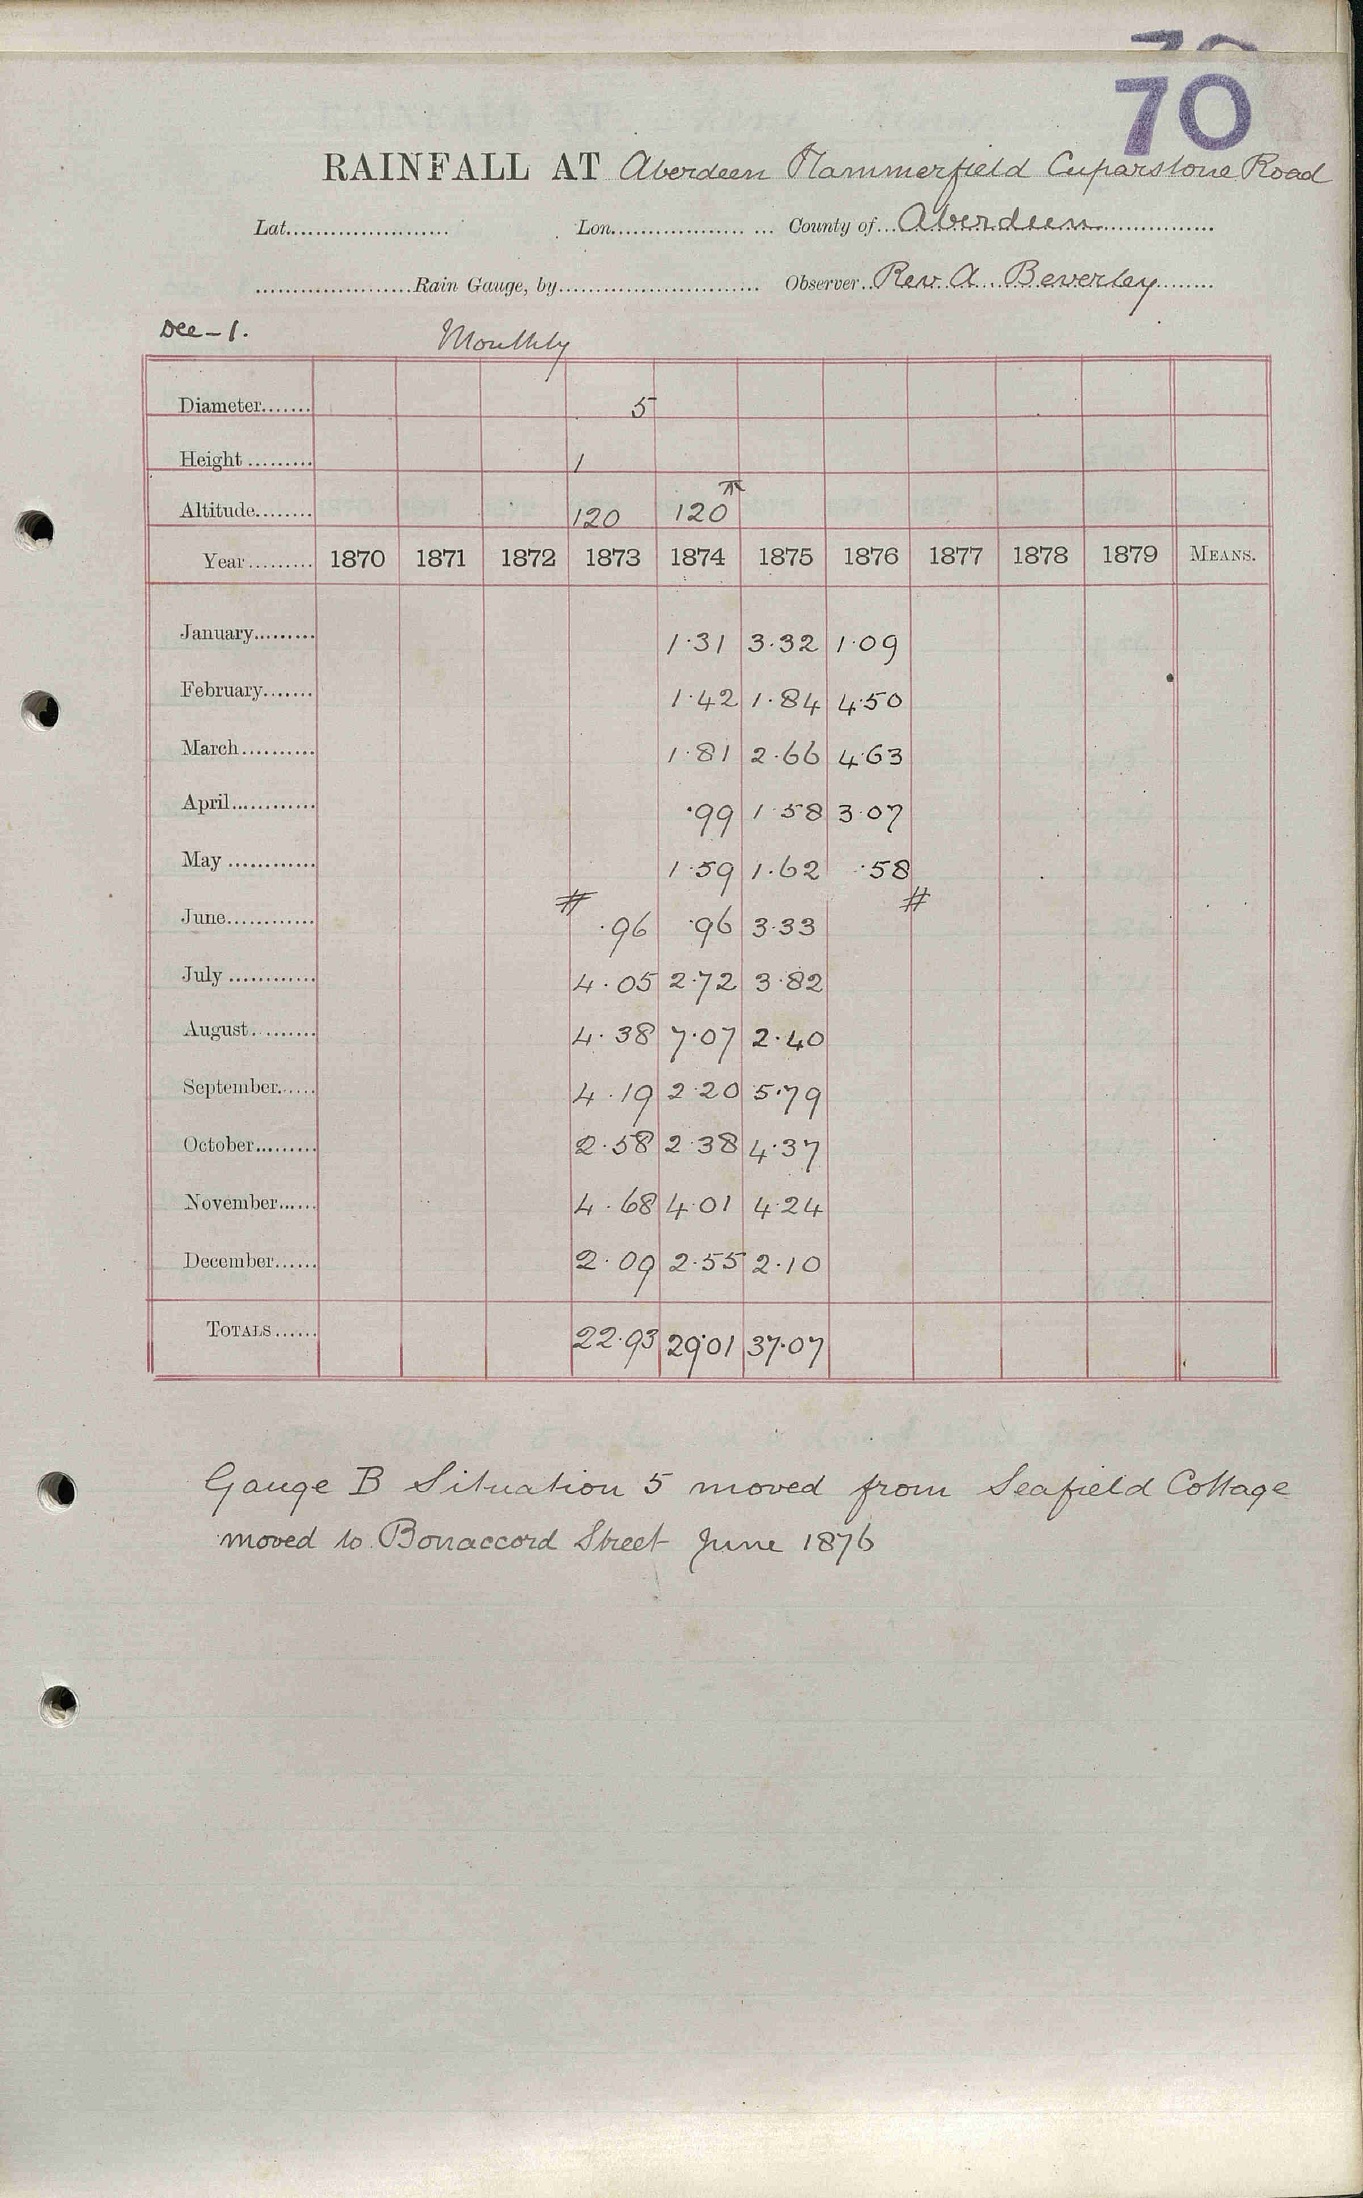 70
RAINFALL AT Aberdeen Hammerfield Cuparstone Road
Lat. Lon. County of Aberdeen
Rain Gauge, by Observer Rev. A Beverley
Dec – 1. Monthly
Diameter 5
Height 1
Altitude 120 120 π
Year 1870 1871 1872 1873 1874 1875 1876 1877 1878 1879 MEANS.
January 1.31 3.32 1.09
February 1.42 1.84 4.50
March 1.81 2.66 4.63
April .99 1.58 3.07
May 1.59 1.62 .58
# #
June .96 .96 3.33
July 4.05 2.72 3.82
August 4.38 7.07 2.40
September 4.19 2.20 5.79
October 2.58 2.38 4.37
November 4.68 4.01 4.24
December 2.09 2.55 2.10
TOTALS 22.93 29.01 37.07
Gauge B Situation 5 moved from Seafield Cottage
moved to Bonaccord Street June 1876